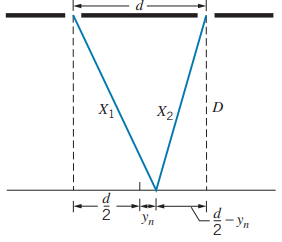 d
X₁ X₂ D
d/2 yₙ d/2 − yₙ